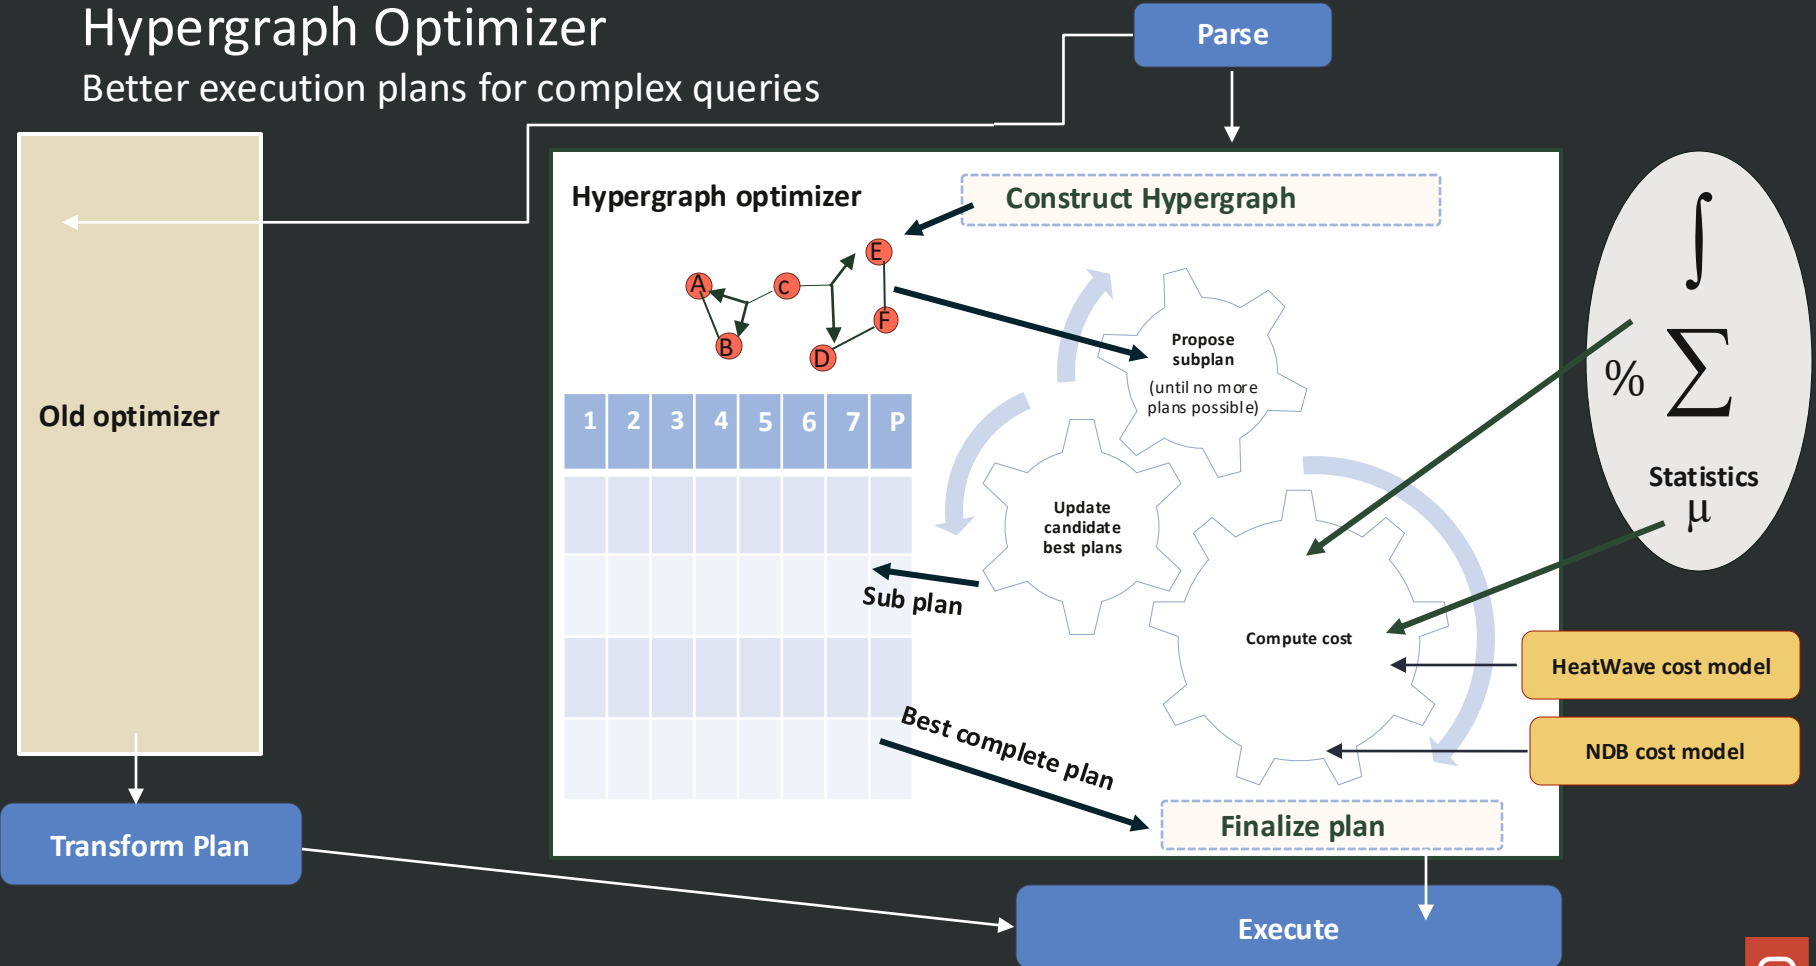 Hypergraph Optimizer
Better execution plans for complex queries
Parse
Old optimizer
Hypergraph optimizer
Construct Hypergraph
A
B
c
E
F
D
1 2 3 4 5 6 7 P
Propose
subplan
(until no more
plans possible)
Update
candidate
best plans
Sub plan
Compute cost
Best complete plan
Finalize plan
∫
% ∑
Statistics
μ
HeatWave cost model
NDB cost model
Transform Plan
Execute